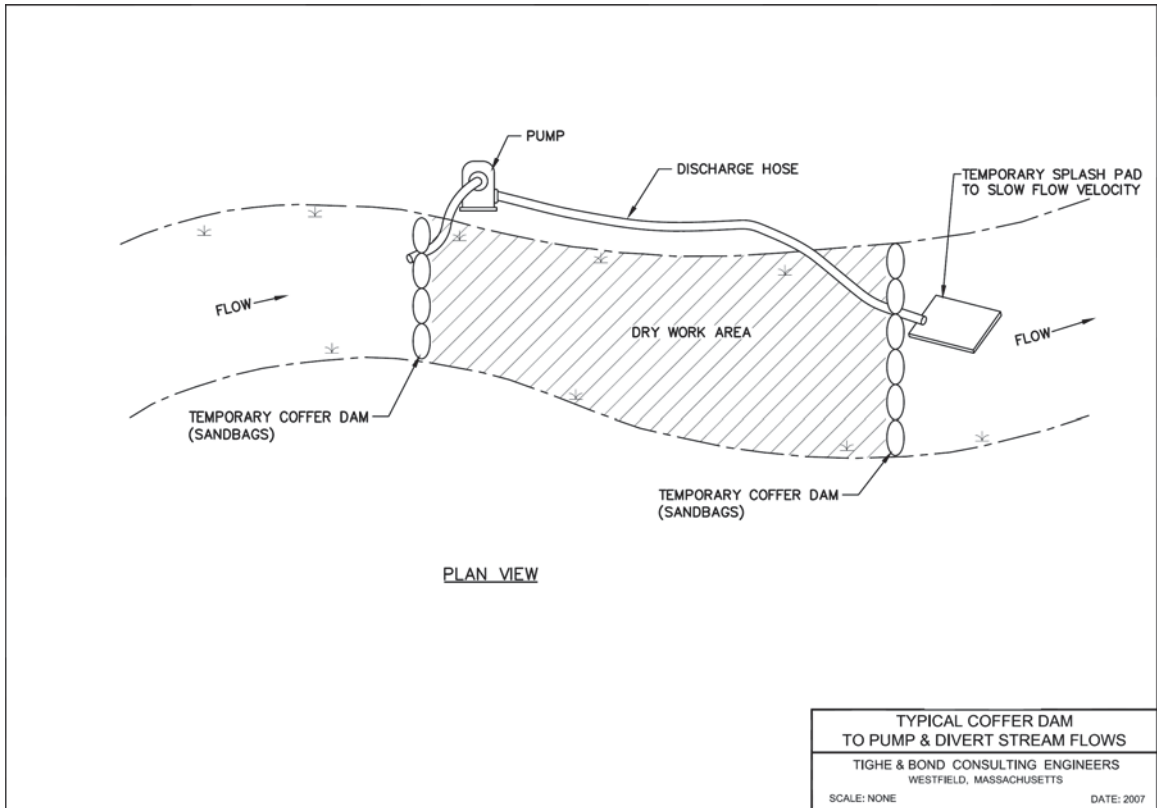 PUMP
DISCHARGE HOSE
TEMPORARY SPLASH PAD
TO SLOW FLOW VELOCITY
FLOW
DRY WORK AREA
FLOW
TEMPORARY COFFER DAM
(SANDBAGS)
TEMPORARY COFFER DAM
(SANDBAGS)
PLAN VIEW
TYPICAL COFFER DAM
TO PUMP & DIVERT STREAM FLOWS
TIGHE & BOND CONSULTING ENGINEERS
WESTFIELD, MASSACHUSETTS
SCALE: NONE DATE: 2007